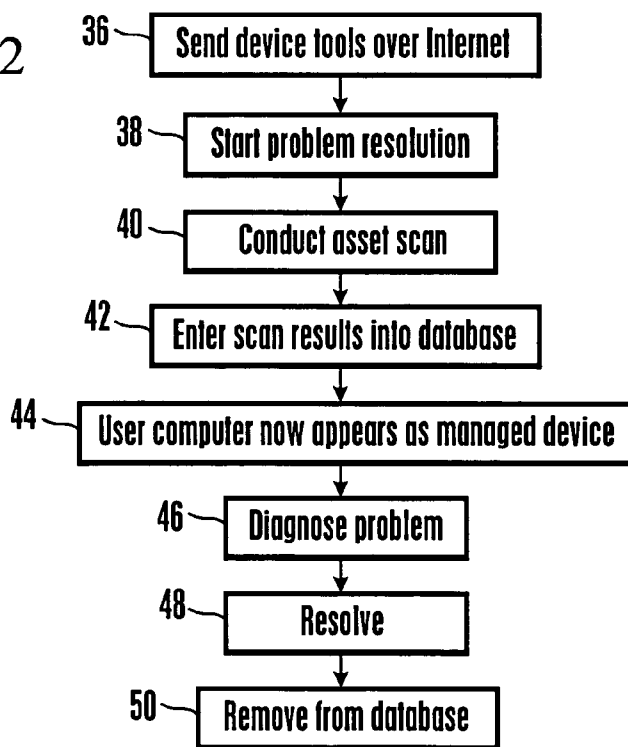 2
36 Send device tools over Internet
38 Start problem resolution
40 Conduct asset scan
42 Enter scan results into database
44 User computer now appears as managed device
46 Diagnose problem
48 Resolve
50 Remove from database